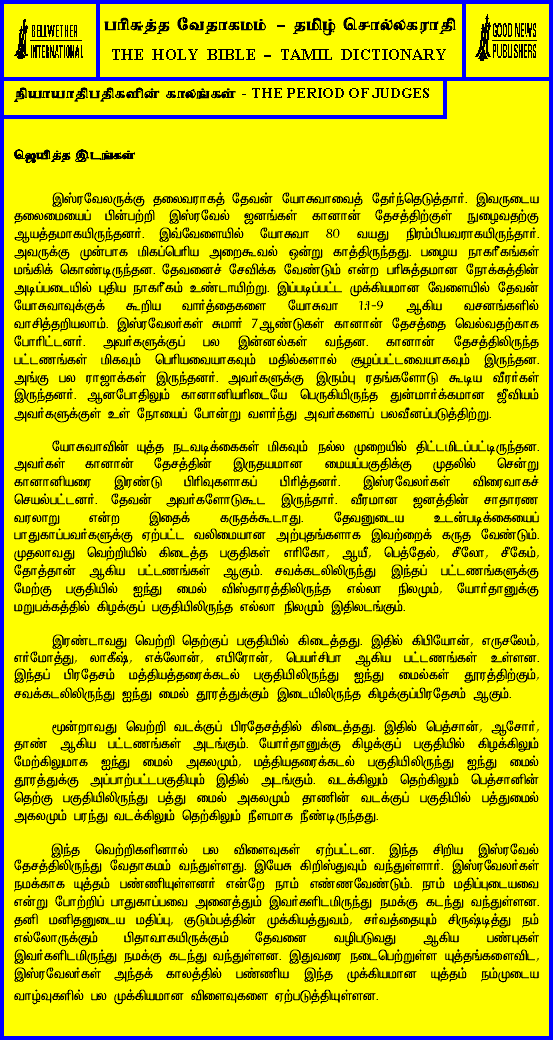 BELLWETHER
INTERNATIONAL
பரிசுத்த வேதாகமம் – தமிழ் சொல்லகராதி
THE HOLY BIBLE – TAMIL DICTIONARY
GOOD NEWS
PUBLISHERS
நியாயாதிபதிகளின் காலங்கள் - THE PERIOD OF JUDGES
ஜெயித்த இடங்கள்
இஸ்ரவேலருக்கு தலைவராகத் தேவன் யோசுவாவைத் தேர்ந்தெடுத்தார். இவருடைய
தலைமையைப் பின்பற்றி இஸ்ரவேல் ஜனங்கள் கானான் தேசத்திற்குள் நுழைவதற்கு
ஆயத்தமாகயிருந்தனர். இவ்வேளையில் யோசுவா 80 வயது நிரம்பியவராகயிருந்தார்.
அவருக்கு முன்பாக மிகப்பெரிய அறைகூவல் ஒன்று காத்திருந்தது. பழைய நாகரீகங்கள்
மங்கிக் கொண்டிருந்தன. தேவனைச் சேவிக்க வேண்டும் என்ற பரிசுத்தமான நோக்கத்தின்
அடிப்படையில் புதிய நாகரீகம் உண்டாயிற்று. இப்படிப்பட்ட முக்கியமான வேளையில் தேவன்
யோசுவாவுக்குக் கூறிய வார்த்தைகளை யோசுவா 1:1-9 ஆகிய வசனங்களில்
வாசித்தறியலாம். இஸ்ரவேலர்கள் சுமார் 7ஆண்டுகள் கானான் தேசத்தை வெல்வதற்காக
போரிட்டனர். அவர்களுக்குப் பல இன்னல்கள் வந்தன. கானான் தேசத்திலிருந்த
பட்டணங்கள் மிகவும் பெரியவையாகவும் மதில்களால் சூழப்பட்டவையாகவும் இருந்தன.
அங்கு பல ராஜாக்கள் இருந்தனர். அவர்களுக்கு இரும்பு ரதங்களோடு கூடிய வீரர்கள்
இருந்தனர். ஆனபோதிலும் கானானியரிடையே பெருகியிருந்த துன்மார்க்கமான ஜீவியம்
அவர்களுக்குள் உள் நோயைப் போன்று வளர்ந்து அவர்களைப் பலவீனப்படுத்திற்று.
யோசுவாவின் யுத்த நடவடிக்கைகள் மிகவும் நல்ல முறையில் திட்டமிடப்பட்டிருந்தன.
அவர்கள் கானான் தேசத்தின் இருதயமான மையப்பகுதிக்கு முதலில் சென்று
கானானியரை இரண்டு பிரிவுகளாகப் பிரித்தனர். இஸ்ரவேலர்கள் விரைவாகச்
செயல்பட்டனர். தேவன் அவர்களோடுகூட இருந்தார். வீரமான ஜனத்தின் சாதாரண
வரலாறு என்ற இதைக் கருதக்கூடாது. தேவனுடைய உடன்படிக்கையைப்
பாதுகாப்பவர்களுக்கு ஏற்பட்ட வலிமையான அற்புதங்களாக இவற்றைக் கருத வேண்டும்.
முதலாவது வெற்றியில் கிடைத்த பகுதிகள் எரிகோ, ஆயீ, பெத்தேல், சீலோ, சீகேம்,
தோத்தான் ஆகிய பட்டணங்கள் ஆகும். சவக்கடலிலிருந்து இந்தப் பட்டணங்களுக்கு
மேற்கு பகுதியில் ஐந்து மைல் விஸ்தாரத்திலிருந்த எல்லா நிலமும், யோர்தானுக்கு
மறுபக்கத்தில் கிழக்குப் பகுதியிலிருந்த எல்லா நிலமும் இதிலடங்கும்.
இரண்டாவது வெற்றி தெற்குப் பகுதியில் கிடைத்தது. இதில் கிபியோன், எருசலேம்,
எர்மோத்து, லாகீஷ், எக்லோன், எபிரோன், பெயர்சிபா ஆகிய பட்டணங்கள் உள்ளன.
இந்தப் பிரதேசம் மத்தியத்தரைக்கடல் பகுதியிலிருந்து ஐந்து மைல்கள் தூரத்திற்கும்,
சவக்கடலிலிருந்து ஐந்து மைல் தூரத்துக்கும் இடையிலிருந்த கிழக்குப்பிரதேசம் ஆகும்.
மூன்றாவது வெற்றி வடக்குப் பிரதேசத்தில் கிடைத்தது. இதில் பெத்சான், ஆசோர்,
தாண் ஆகிய பட்டணங்கள் அடங்கும். யோர்தானுக்கு கிழக்குப் பகுதியில் கிழக்கிலும்
மேற்கிலுமாக ஐந்து மைல் அகலமும், மத்தியதரைக்கடல் பகுதியிலிருந்து ஐந்து மைல்
தூரத்துக்கு அப்பாற்பட்டபகுதியும் இதில் அடங்கும். வடக்கிலும் தெற்கிலும் பெத்சானின்
தெற்கு பகுதியிலிருந்து பத்து மைல் அகலமும் தாணின் வடக்குப் பகுதியில் பத்துமைல்
அகலமும் பரந்து வடக்கிலும் தெற்கிலும் நீளமாக நீண்டிருந்தது.
இந்த வெற்றிகளினால் பல விளைவுகள் ஏற்பட்டன. இந்த சிறிய இஸ்ரவேல்
தேசத்திலிருந்து வேதாகமம் வந்துள்ளது. இயேசு கிறிஸ்துவும் வந்துள்ளார். இஸ்ரவேலர்கள்
நமக்காக யுத்தம் பண்ணியுள்ளனர் என்றே நாம் எண்ணவேண்டும். நாம் மதிப்புடையவை
என்று போற்றிப் பாதுகாப்பவை அனைத்தும் இவர்களிடமிருந்து நமக்கு கடந்து வந்துள்ளன.
தனி மனிதனுடைய மதிப்பு, குடும்பத்தின் முக்கியத்துவம், சர்வத்தையும் சிருஷ்டித்து நம்
எல்லோருக்கும் பிதாவாகயிருக்கும் தேவனை வழிபடுவது ஆகிய பண்புகள்
இவர்களிடமிருந்து நமக்கு கடந்து வந்துள்ளன. இதுவரை நடைபெற்றுள்ள யுத்தங்களைவிட,
இஸ்ரவேலர்கள் அந்தக் காலத்தில் பண்ணிய இந்த முக்கியமான யுத்தம் நம்முடைய
வாழ்வுகளில் பல முக்கியமான விளைவுகளை ஏற்படுத்தியுள்ளன.